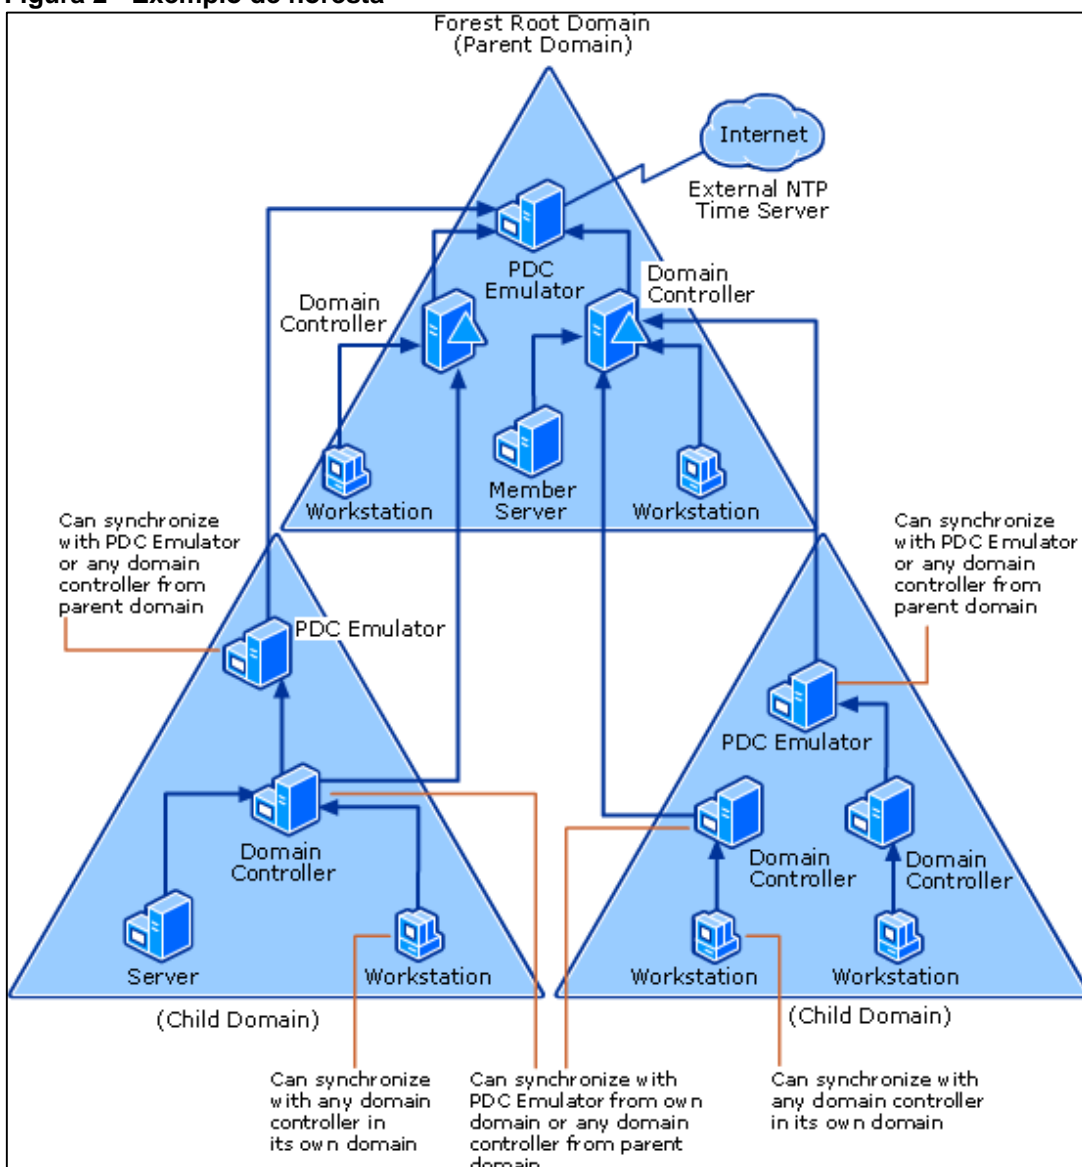 Figura 2 - Exemplo de floresta
Forest Root Domain
(Parent Domain)
Internet
External NTP
Time Server
PDC
Emulator
Domain
Controller
Domain
Controller
Workstation
Member
Server
Workstation
Can synchronize
with PDC Emulator
or any domain
controller from
parent domain
Can synchronize
with PDC Emulator
or any domain
controller from
parent domain
PDC Emulator
PDC Emulator
Domain
Controller
Domain
Controller
Domain
Controller
Server
Workstation
Workstation
Workstation
(Child Domain)
(Child Domain)
Can synchronize
with any domain
controller in
its own domain
Can synchronize with
PDC Emulator from own
domain or any domain
controller from parent
domain
Can synchronize with
any domain controller
in its own domain